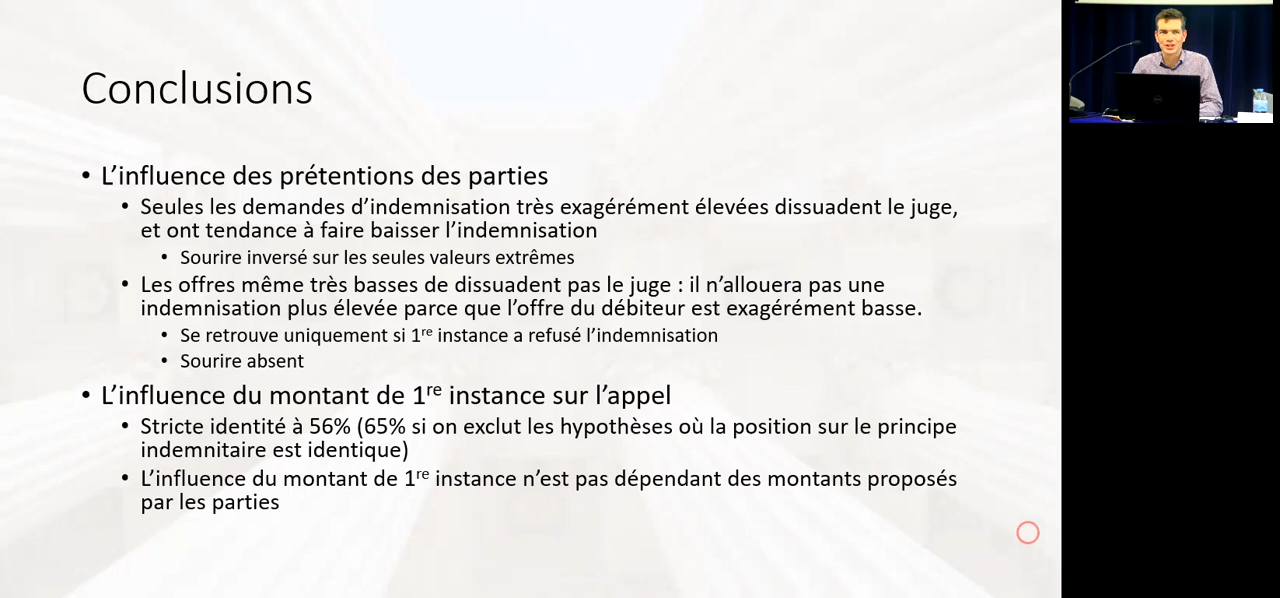 Conclusions
• L’influence des prétentions des parties
• Seules les demandes d’indemnisation très exagérément élevées dissuadent le juge,
et ont tendance à faire baisser l’indemnisation
• Sourire inversé sur les seules valeurs extrêmes
• Les offres même très basses de dissuadent pas le juge : il n’allouera pas une
indemnisation plus élevée parce que l’offre du débiteur est exagérément basse.
• Se retrouve uniquement si 1re instance a refusé l’indemnisation
• Sourire absent
• L’influence du montant de 1re instance sur l’appel
• Stricte identité à 56% (65% si on exclut les hypothèses où la position sur le principe
indemnitaire est identique)
• L’influence du montant de 1re instance n’est pas dépendant des montants proposés
par les parties